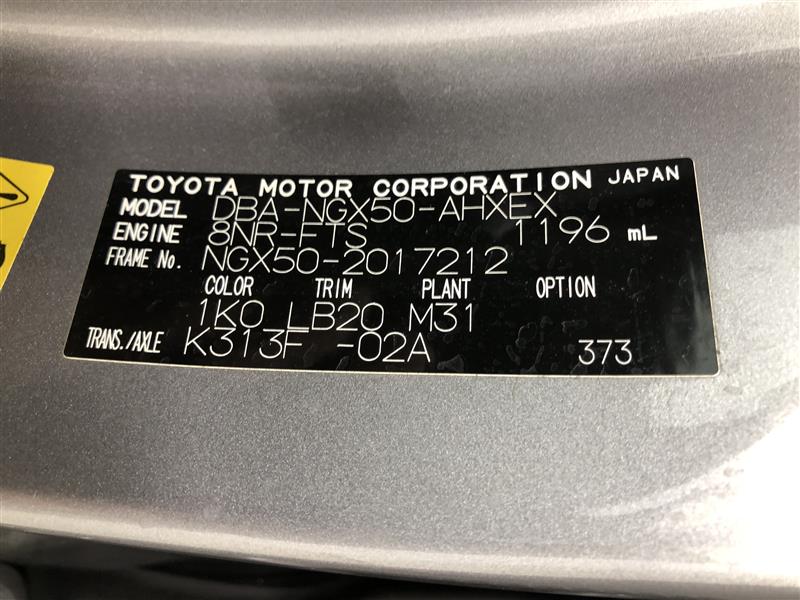 TOYOTA MOTOR CORPORATION JAPAN
MODEL DBA-NGX50-AHXEX
ENGINE 8NR-FTS 1196 mL
FRAME No. NGX50-2017212
COLOR TRIM PLANT OPTION
1K0 LB20 M31
TRANS./AXLE K313F -02A 373